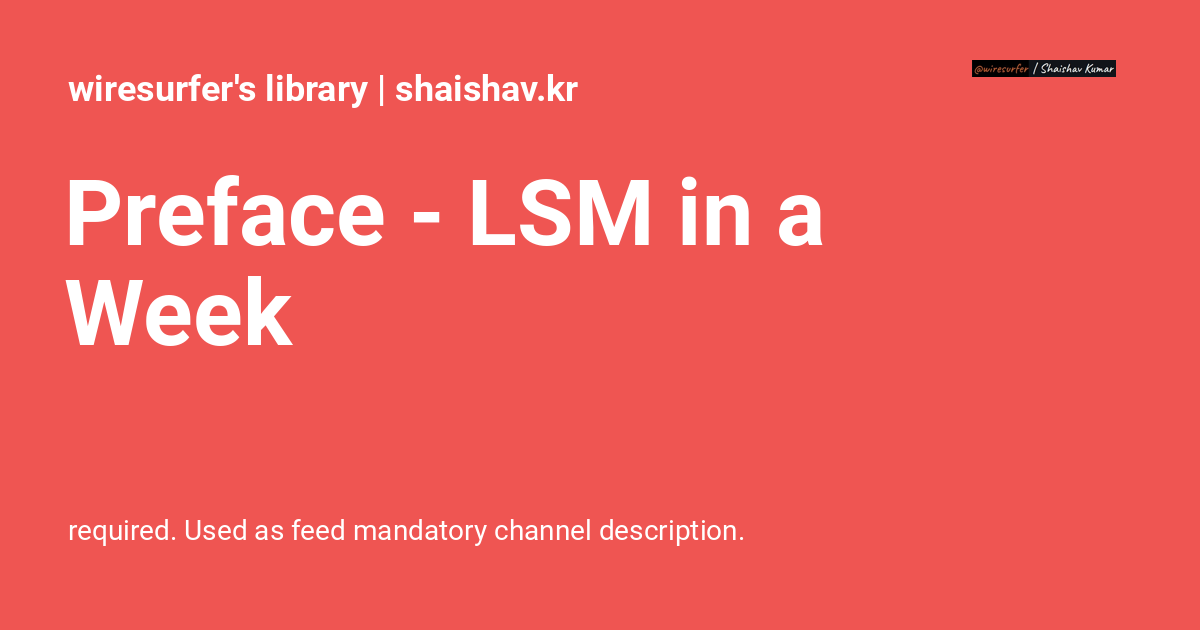 wiresurfer's library | shaishav.kr
@wiresurfer | Shaishav Kumar
Preface - LSM in a
Week
required. Used as feed mandatory channel description.